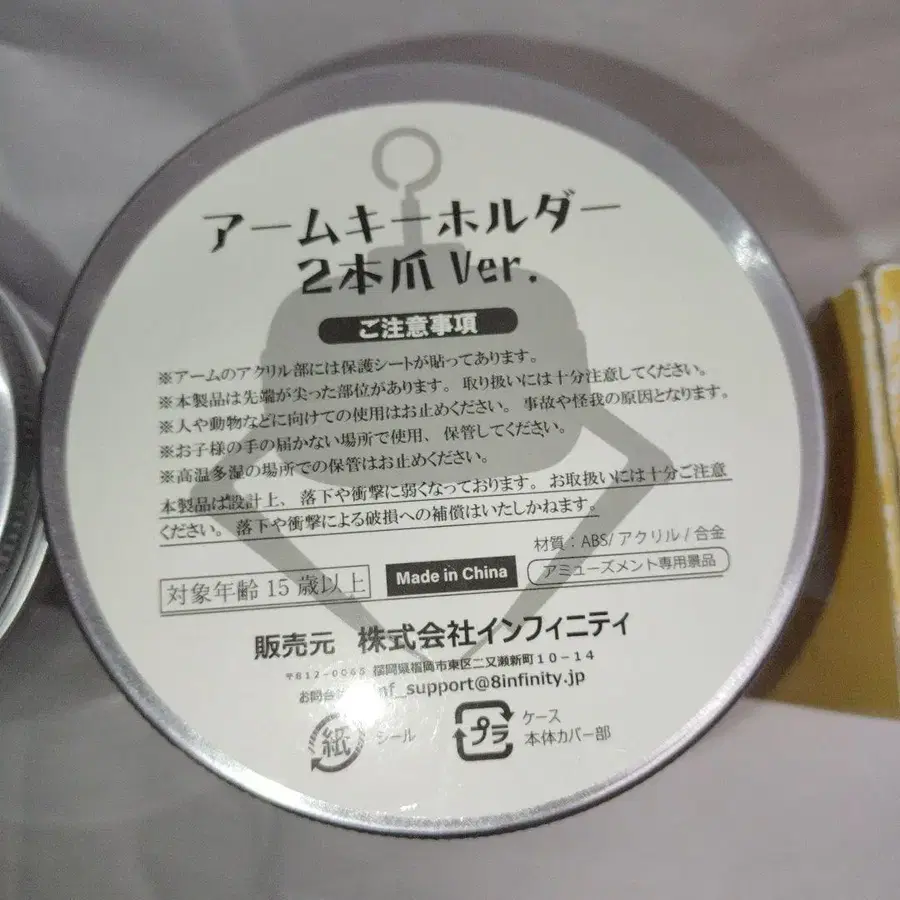 アームキーホルダー
2本爪 Ver.
ご注意事項
※アームのアクリル部には保護シートが貼ってあります。
※本製品は先端が尖った部位があります。取り扱いには十分注意してください。
※人や動物などに向けての使用はお止めください。事故や怪我の原因となります。
※お子様の手の届かない場所で使用、保管してください。
※高温多湿の場所での保管はお止めください。
本製品は設計上、落下や衝撃に弱くなっております。お取扱いには十分ご注意
ください。落下や衝撃による破損への補償はいたしかねます。
材質：ABS/アクリル/合金
対象年齢15歳以上
Made in China
アミューズメント専用景品
販売元 株式会社インフィニティ
〒812-0065 福岡県福岡市東区二又瀬新町10-14
お問合 nf_support@8infinity.jp
紙 シール
プラ ケース
本体カバー部